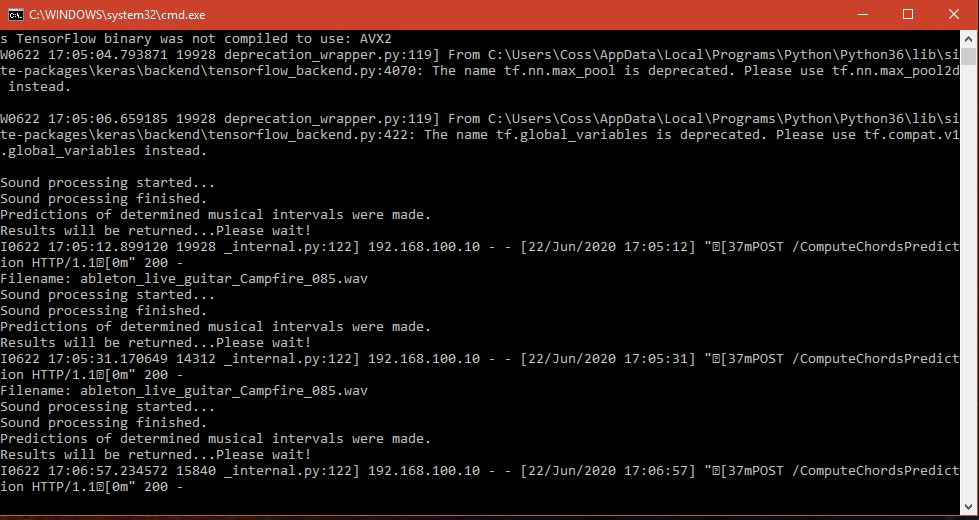 C:\WINDOWS\system32\cmd.exe
s TensorFlow binary was not compiled to use: AVX2
W0622 17:05:04.793871 19928 deprecation_wrapper.py:119] From C:\Users\Coss\AppData\Local\Programs\Python\Python36\lib\si
te-packages\keras\backend\tensorflow_backend.py:4070: The name tf.nn.max_pool is deprecated. Please use tf.nn.max_pool2d
 instead.

W0622 17:05:06.659185 19928 deprecation_wrapper.py:119] From C:\Users\Coss\AppData\Local\Programs\Python\Python36\lib\si
te-packages\keras\backend\tensorflow_backend.py:422: The name tf.global_variables is deprecated. Please use tf.compat.v1
.global_variables instead.

Sound processing started...
Sound processing finished.
Predictions of determined musical intervals were made.
Results will be returned...Please wait!
I0622 17:05:12.899120 19928 _internal.py:122] 192.168.100.10 - - [22/Jun/2020 17:05:12] "⍰[37mPOST /ComputeChordsPredict
ion HTTP/1.1⍰[0m" 200 -
Filename: ableton_live_guitar_Campfire_085.wav
Sound processing started...
Sound processing finished.
Predictions of determined musical intervals were made.
Results will be returned...Please wait!
I0622 17:05:31.170649 14312 _internal.py:122] 192.168.100.10 - - [22/Jun/2020 17:05:31] "⍰[37mPOST /ComputeChordsPredict
ion HTTP/1.1⍰[0m" 200 -
Filename: ableton_live_guitar_Campfire_085.wav
Sound processing started...
Sound processing finished.
Predictions of determined musical intervals were made.
Results will be returned...Please wait!
I0622 17:06:57.234572 15840 _internal.py:122] 192.168.100.10 - - [22/Jun/2020 17:06:57] "⍰[37mPOST /ComputeChordsPredict
ion HTTP/1.1⍰[0m" 200 -